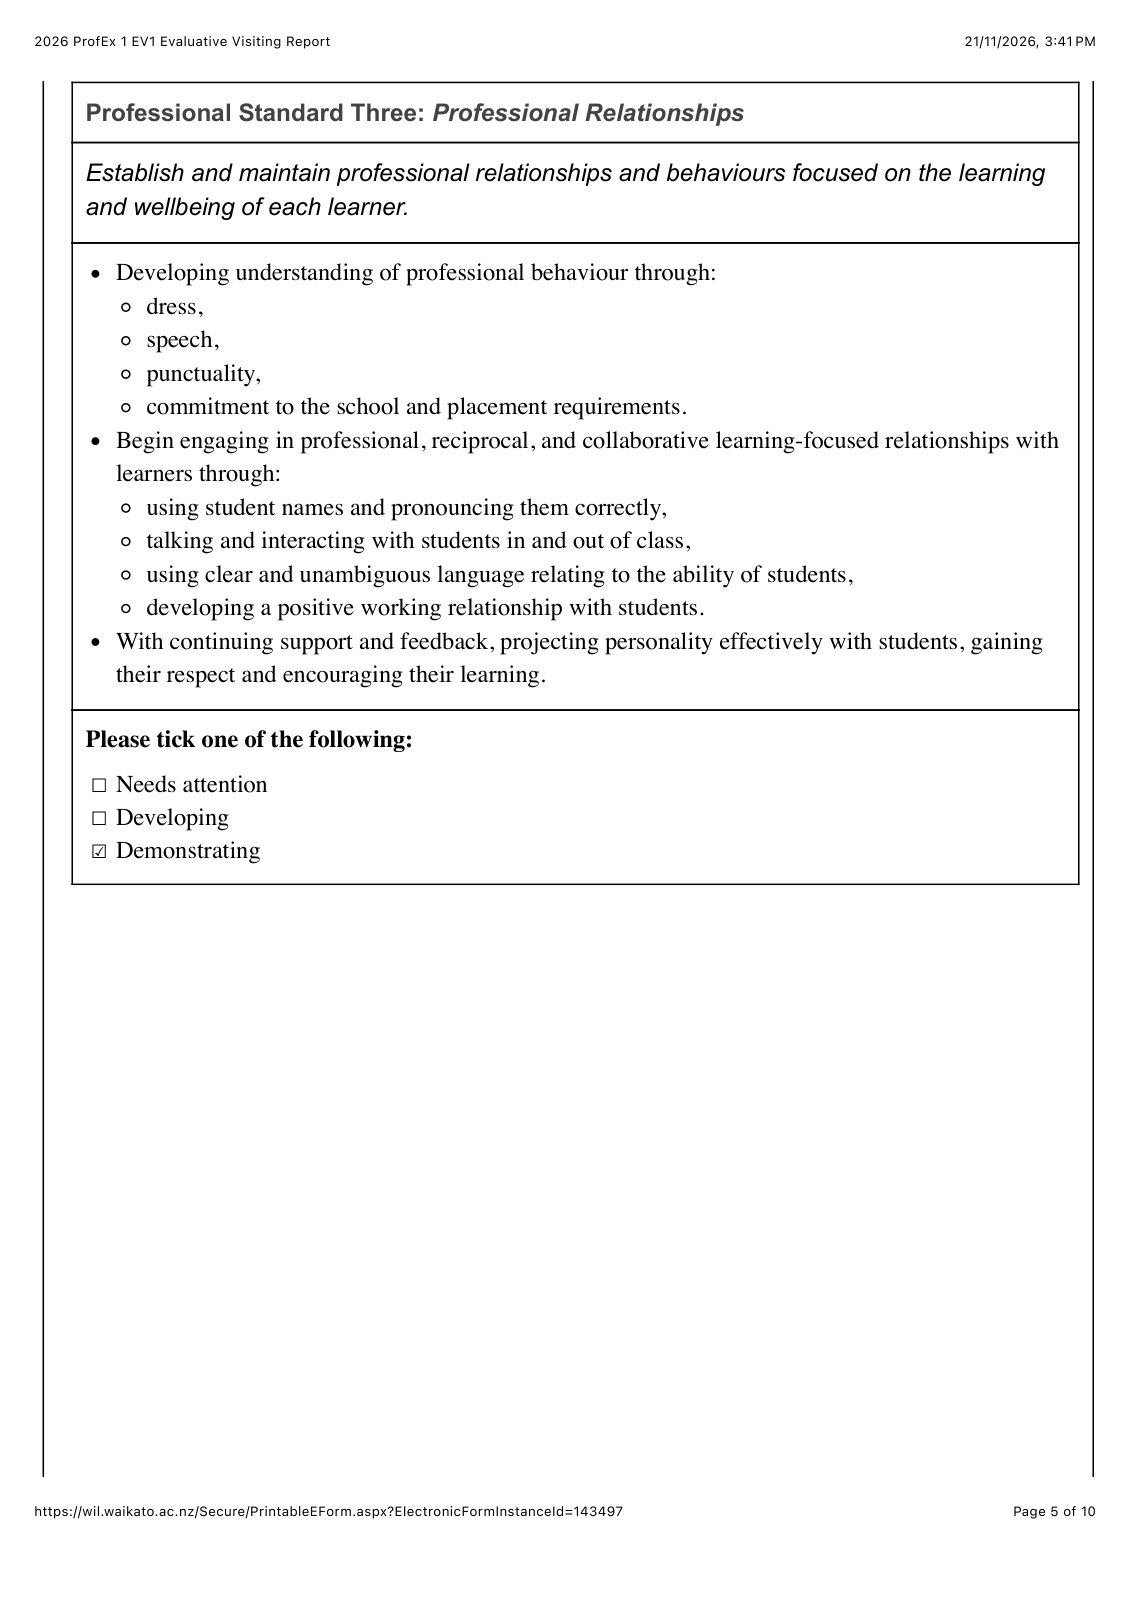 2026 ProfEx 1 EV1 Evaluative Visiting Report 21/11/2026, 3:41 PM
Professional Standard Three: Professional Relationships
Establish and maintain professional relationships and behaviours focused on the learning
and wellbeing of each learner.
• Developing understanding of professional behaviour through:
◦ dress,
◦ speech,
◦ punctuality,
◦ commitment to the school and placement requirements.
• Begin engaging in professional, reciprocal, and collaborative learning-focused relationships with
learners through:
◦ using student names and pronouncing them correctly,
◦ talking and interacting with students in and out of class,
◦ using clear and unambiguous language relating to the ability of students,
◦ developing a positive working relationship with students.
• With continuing support and feedback, projecting personality effectively with students, gaining
their respect and encouraging their learning.
Please tick one of the following:
☐ Needs attention
☐ Developing
☑ Demonstrating
https://wil.waikato.ac.nz/Secure/PrintableEForm.aspx?ElectronicFormInstanceId=143497 Page 5 of 10